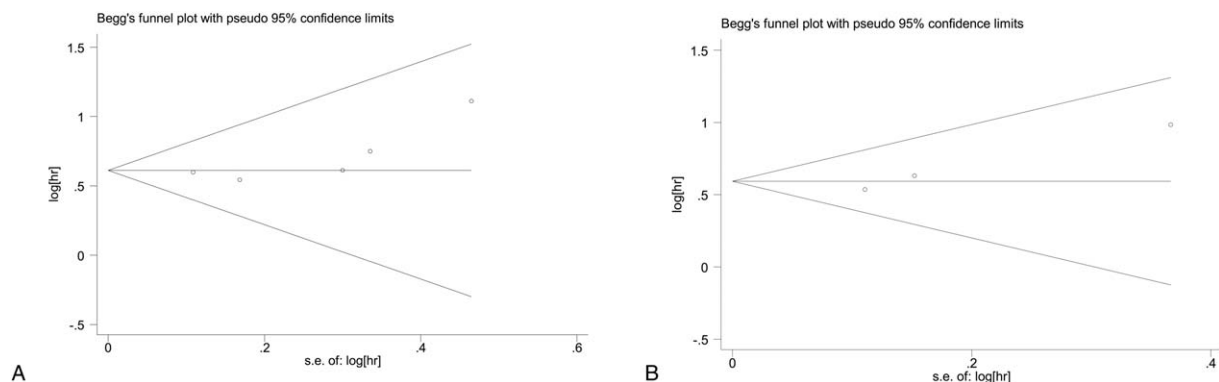 Begg's funnel plot with pseudo 95% confidence limits
1.5
1
.5
0
-.5
log[hr]
0
.2
.4
.6
s.e. of: log[hr]
A
Begg's funnel plot with pseudo 95% confidence limits
1.5
1
.5
0
-.5
log[hr]
0
.2
.4
s.e. of: log[hr]
B